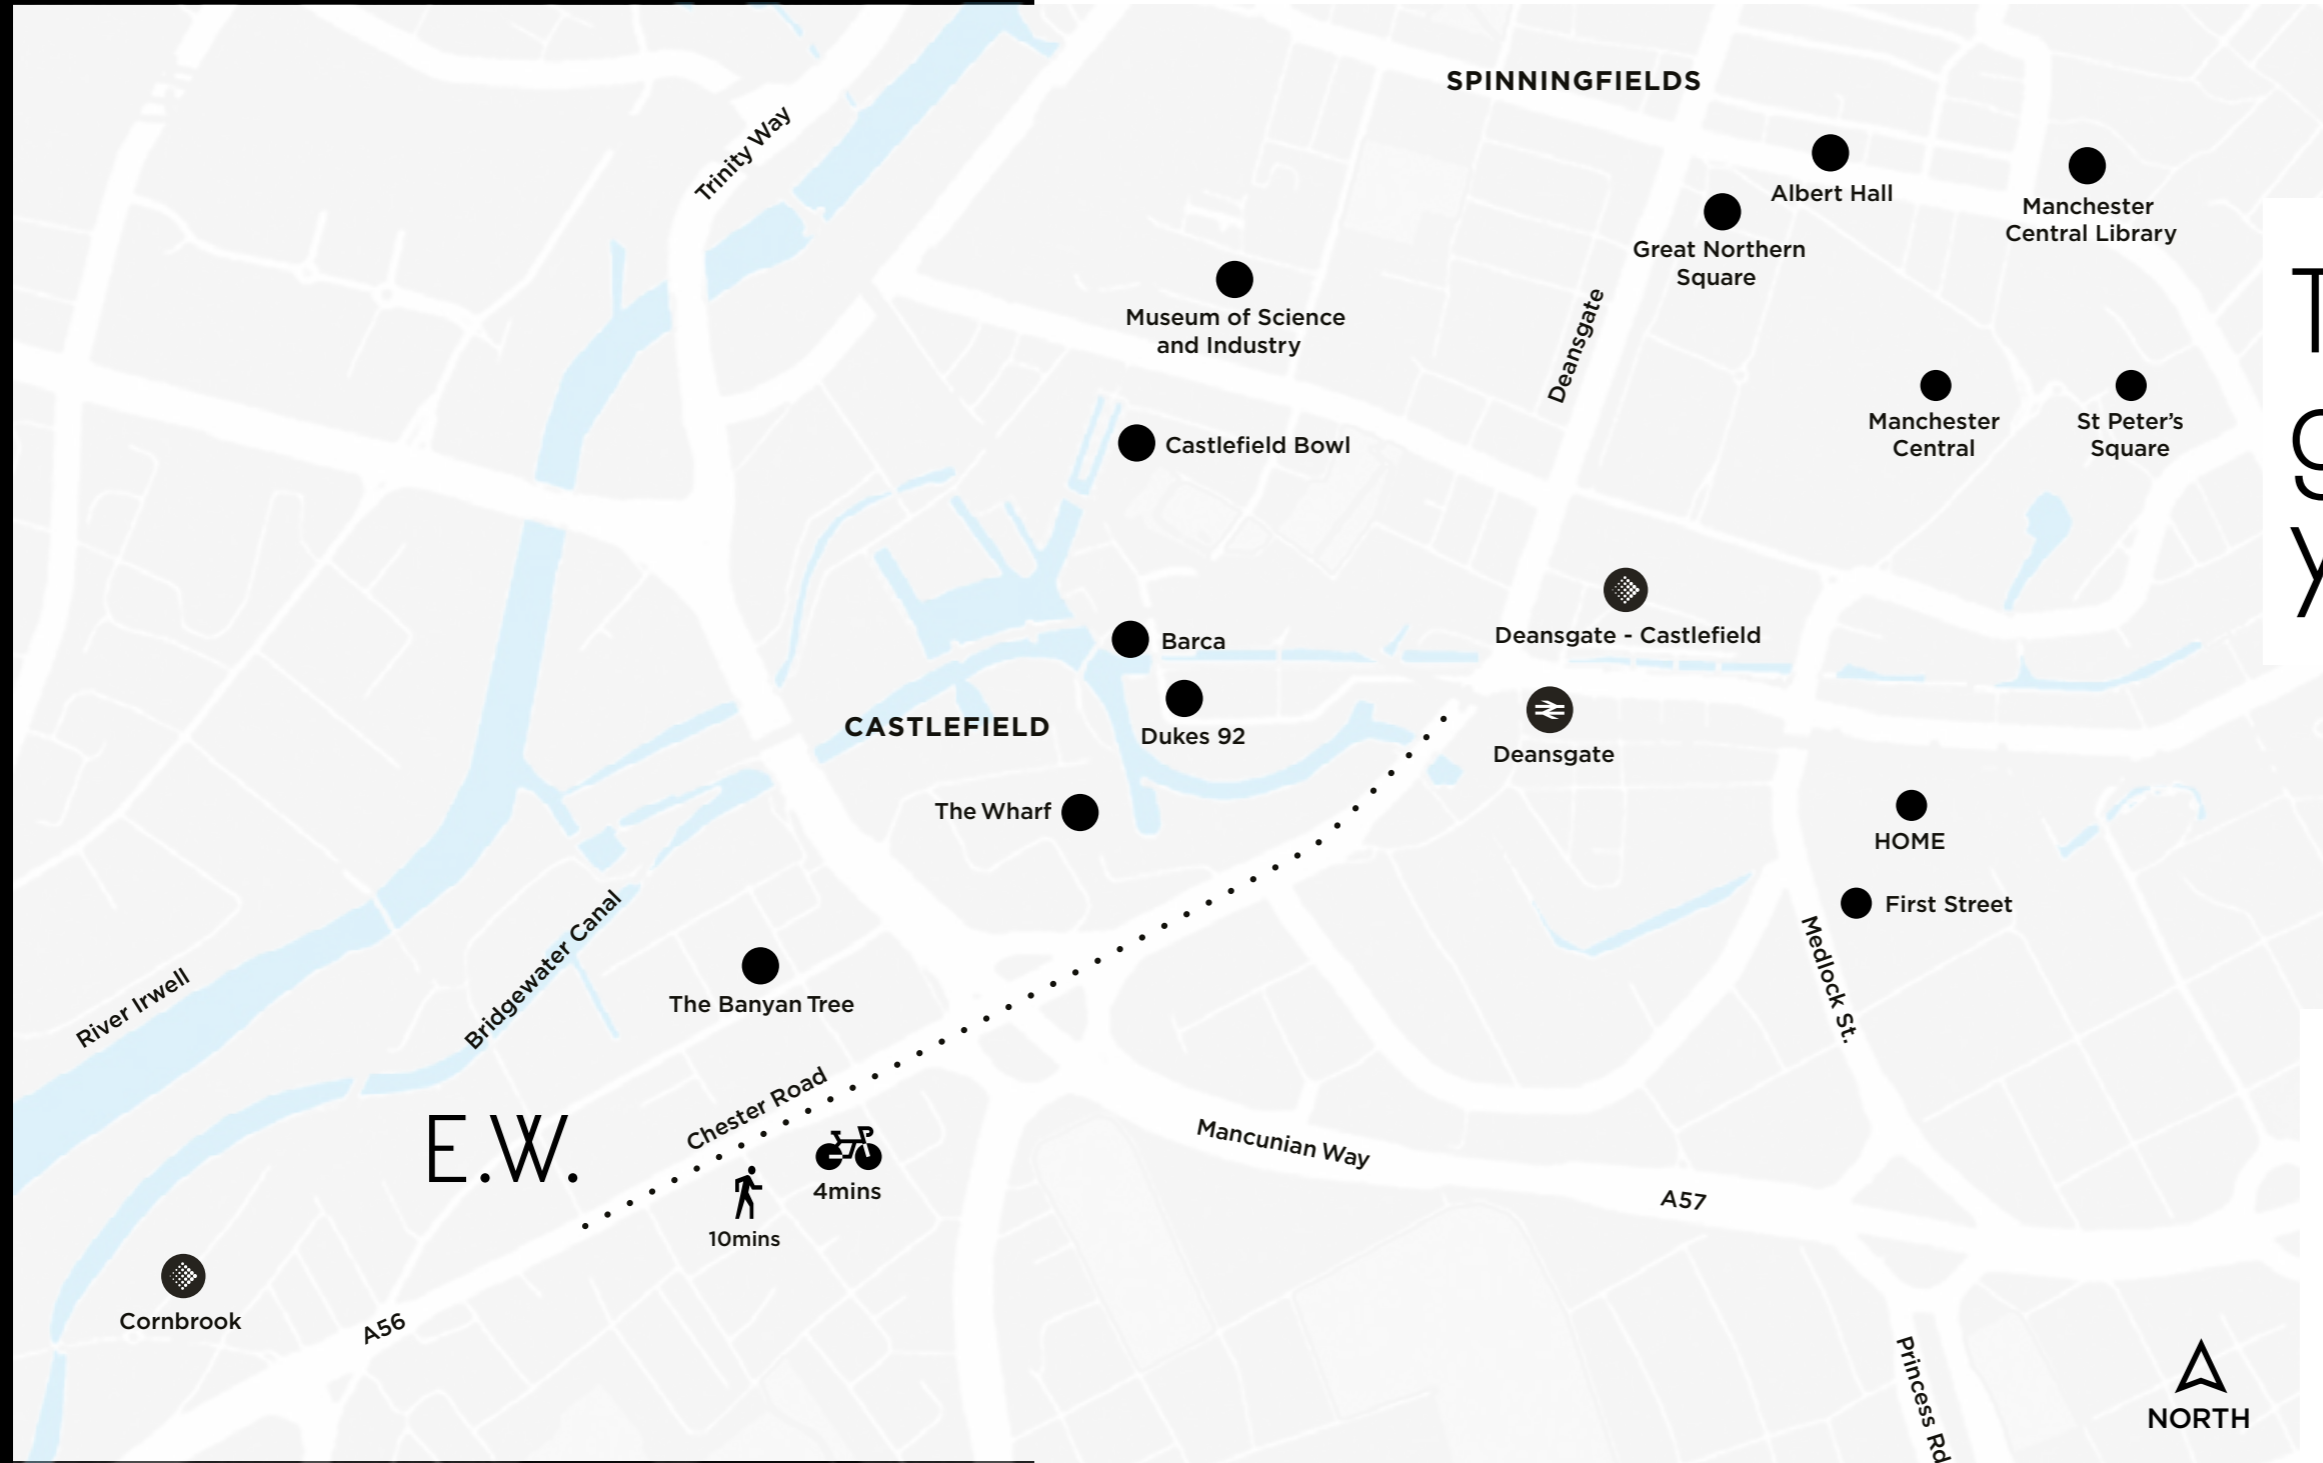 SPINNINGFIELDS
Trinity Way
Albert Hall
Manchester
Central Library
Great Northern
Square
Museum of Science
and Industry
Deansgate
Manchester
Central
St Peter’s
Square
Castlefield Bowl
Deansgate - Castlefield
Barca
Dukes 92
CASTLEFIELD
Deansgate
The Wharf
HOME
First Street
Medlock St.
Bridgewater Canal
River Irwell
The Banyan Tree
Chester Road
E.W.
4mins
10mins
Mancunian Way
A57
Cornbrook
A56
Princess Rd
NORTH